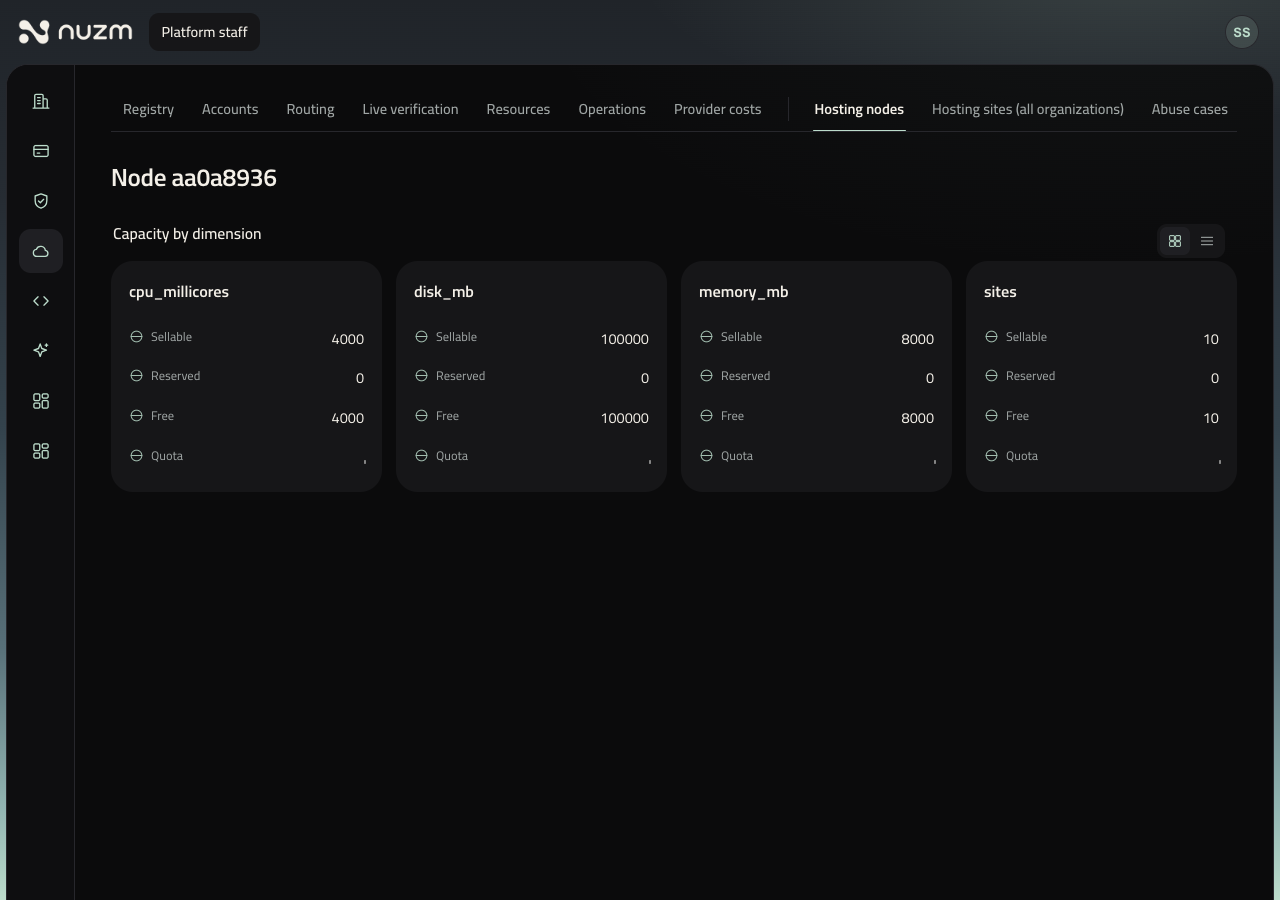 nuzm
Platform staff
SS
Registry
Accounts
Routing
Live verification
Resources
Operations
Provider costs
Hosting nodes
Hosting sites (all organizations)
Abuse cases
Node aa0a8936
Capacity by dimension
cpu_millicores
Sellable 4000
Reserved 0
Free 4000
Quota
disk_mb
Sellable 100000
Reserved 0
Free 100000
Quota
memory_mb
Sellable 8000
Reserved 0
Free 8000
Quota
sites
Sellable 10
Reserved 0
Free 10
Quota